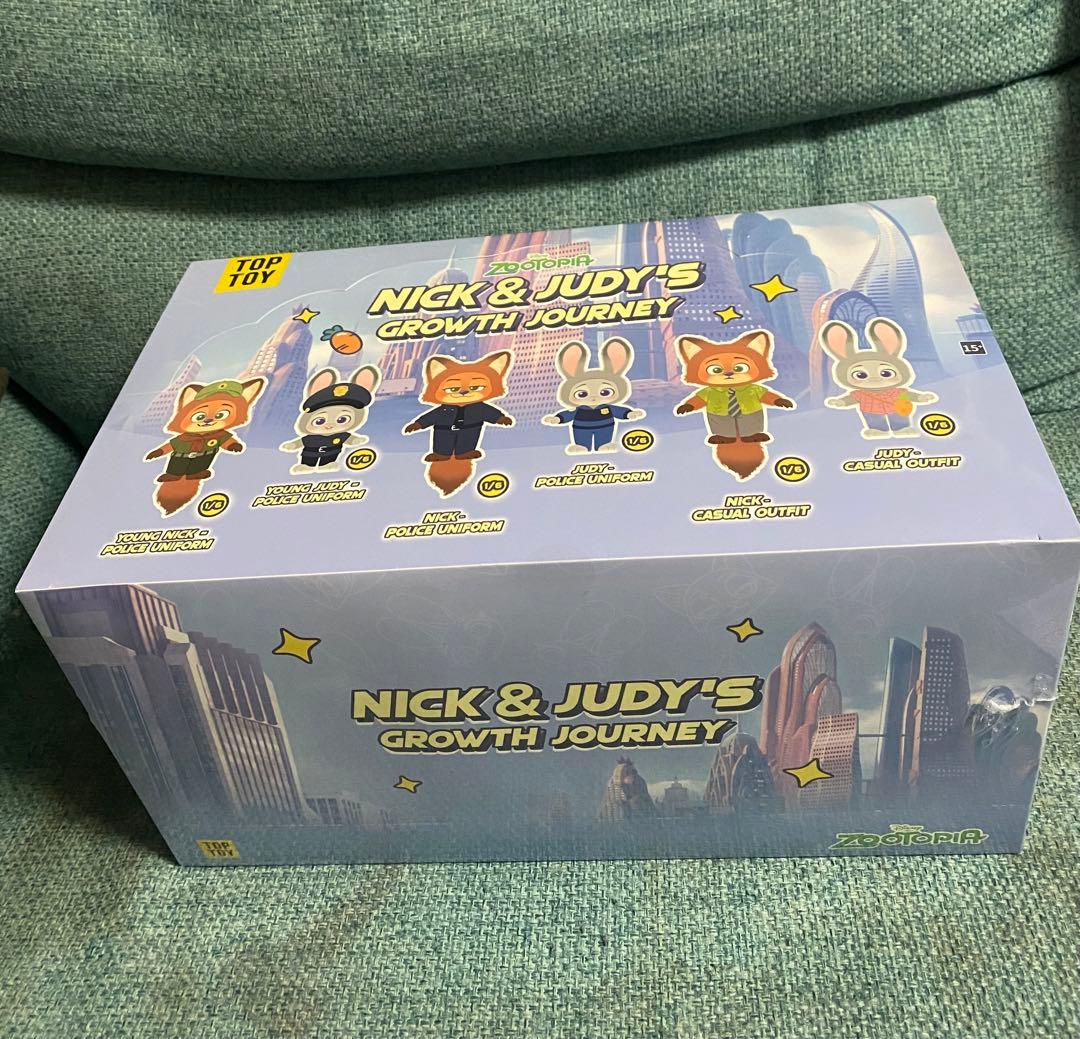 TOP
TOY
Disney
ZOOTOPIA
NICK & JUDY'S
GROWTH JOURNEY
15+
1/6
YOUNG NICK -
POLICE UNIFORM
1/6
YOUNG JUDY -
POLICE UNIFORM
1/6
NICK -
POLICE UNIFORM
1/6
JUDY -
POLICE UNIFORM
1/6
NICK -
CASUAL OUTFIT
1/6
JUDY -
CASUAL OUTFIT
NICK & JUDY'S
GROWTH JOURNEY
TOP
TOY
Disney
ZOOTOPIA